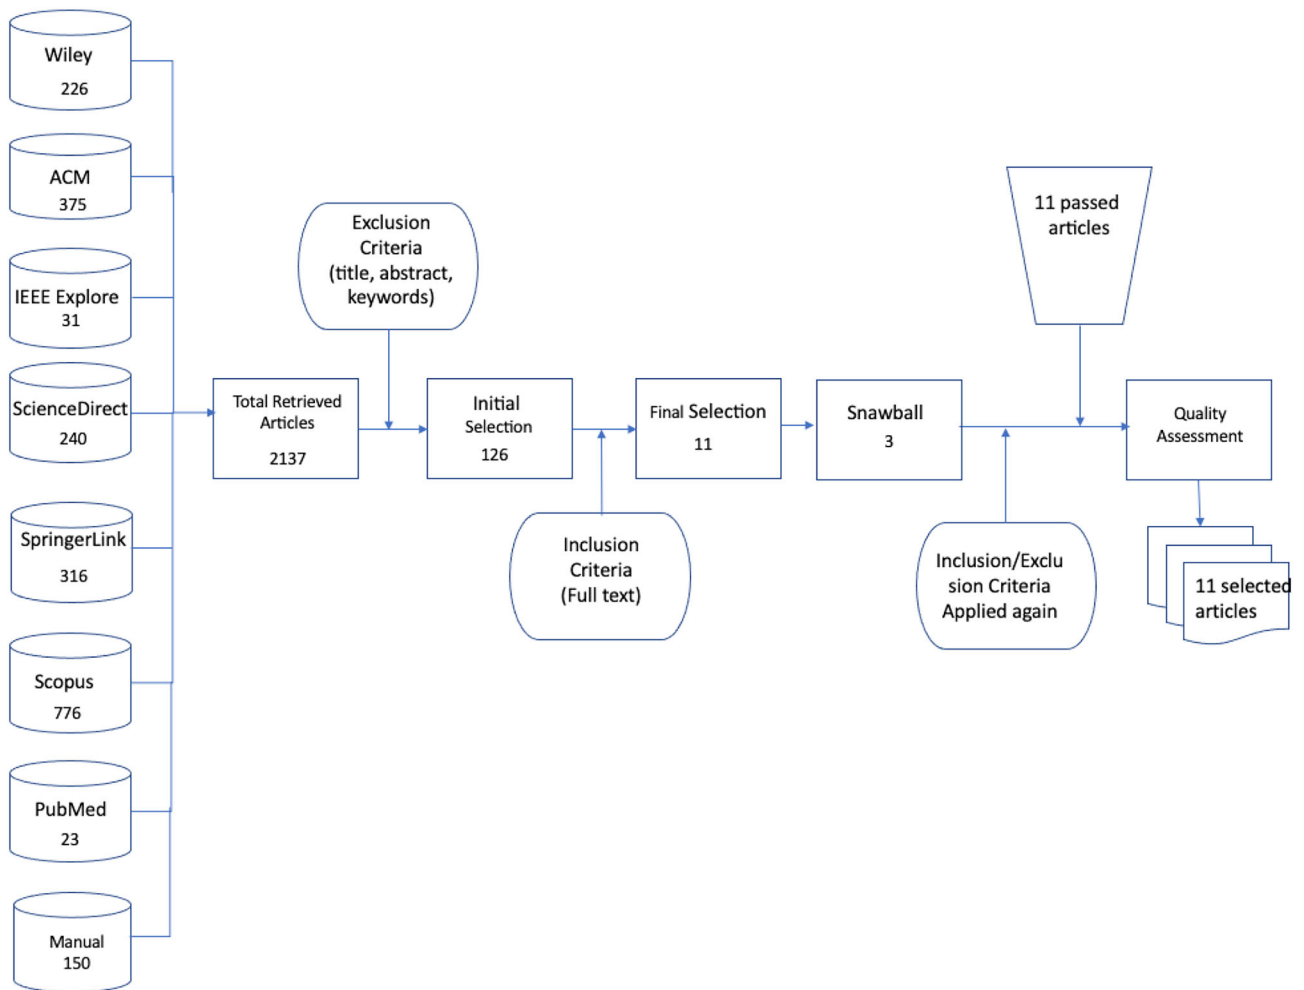 Wiley
226
ACM
375
IEEE Explore
31
ScienceDirect
240
SpringerLink
316
Scopus
776
PubMed
23
Manual
150
Total Retrieved
Articles
2137
Exclusion
Criteria
(title, abstract,
keywords)
Initial
Selection
126
Inclusion
Criteria
(Full text)
Final Selection
11
Snawball
3
Inclusion/Exclu
sion Criteria
Applied again
11 passed
articles
Quality
Assessment
11 selected
articles